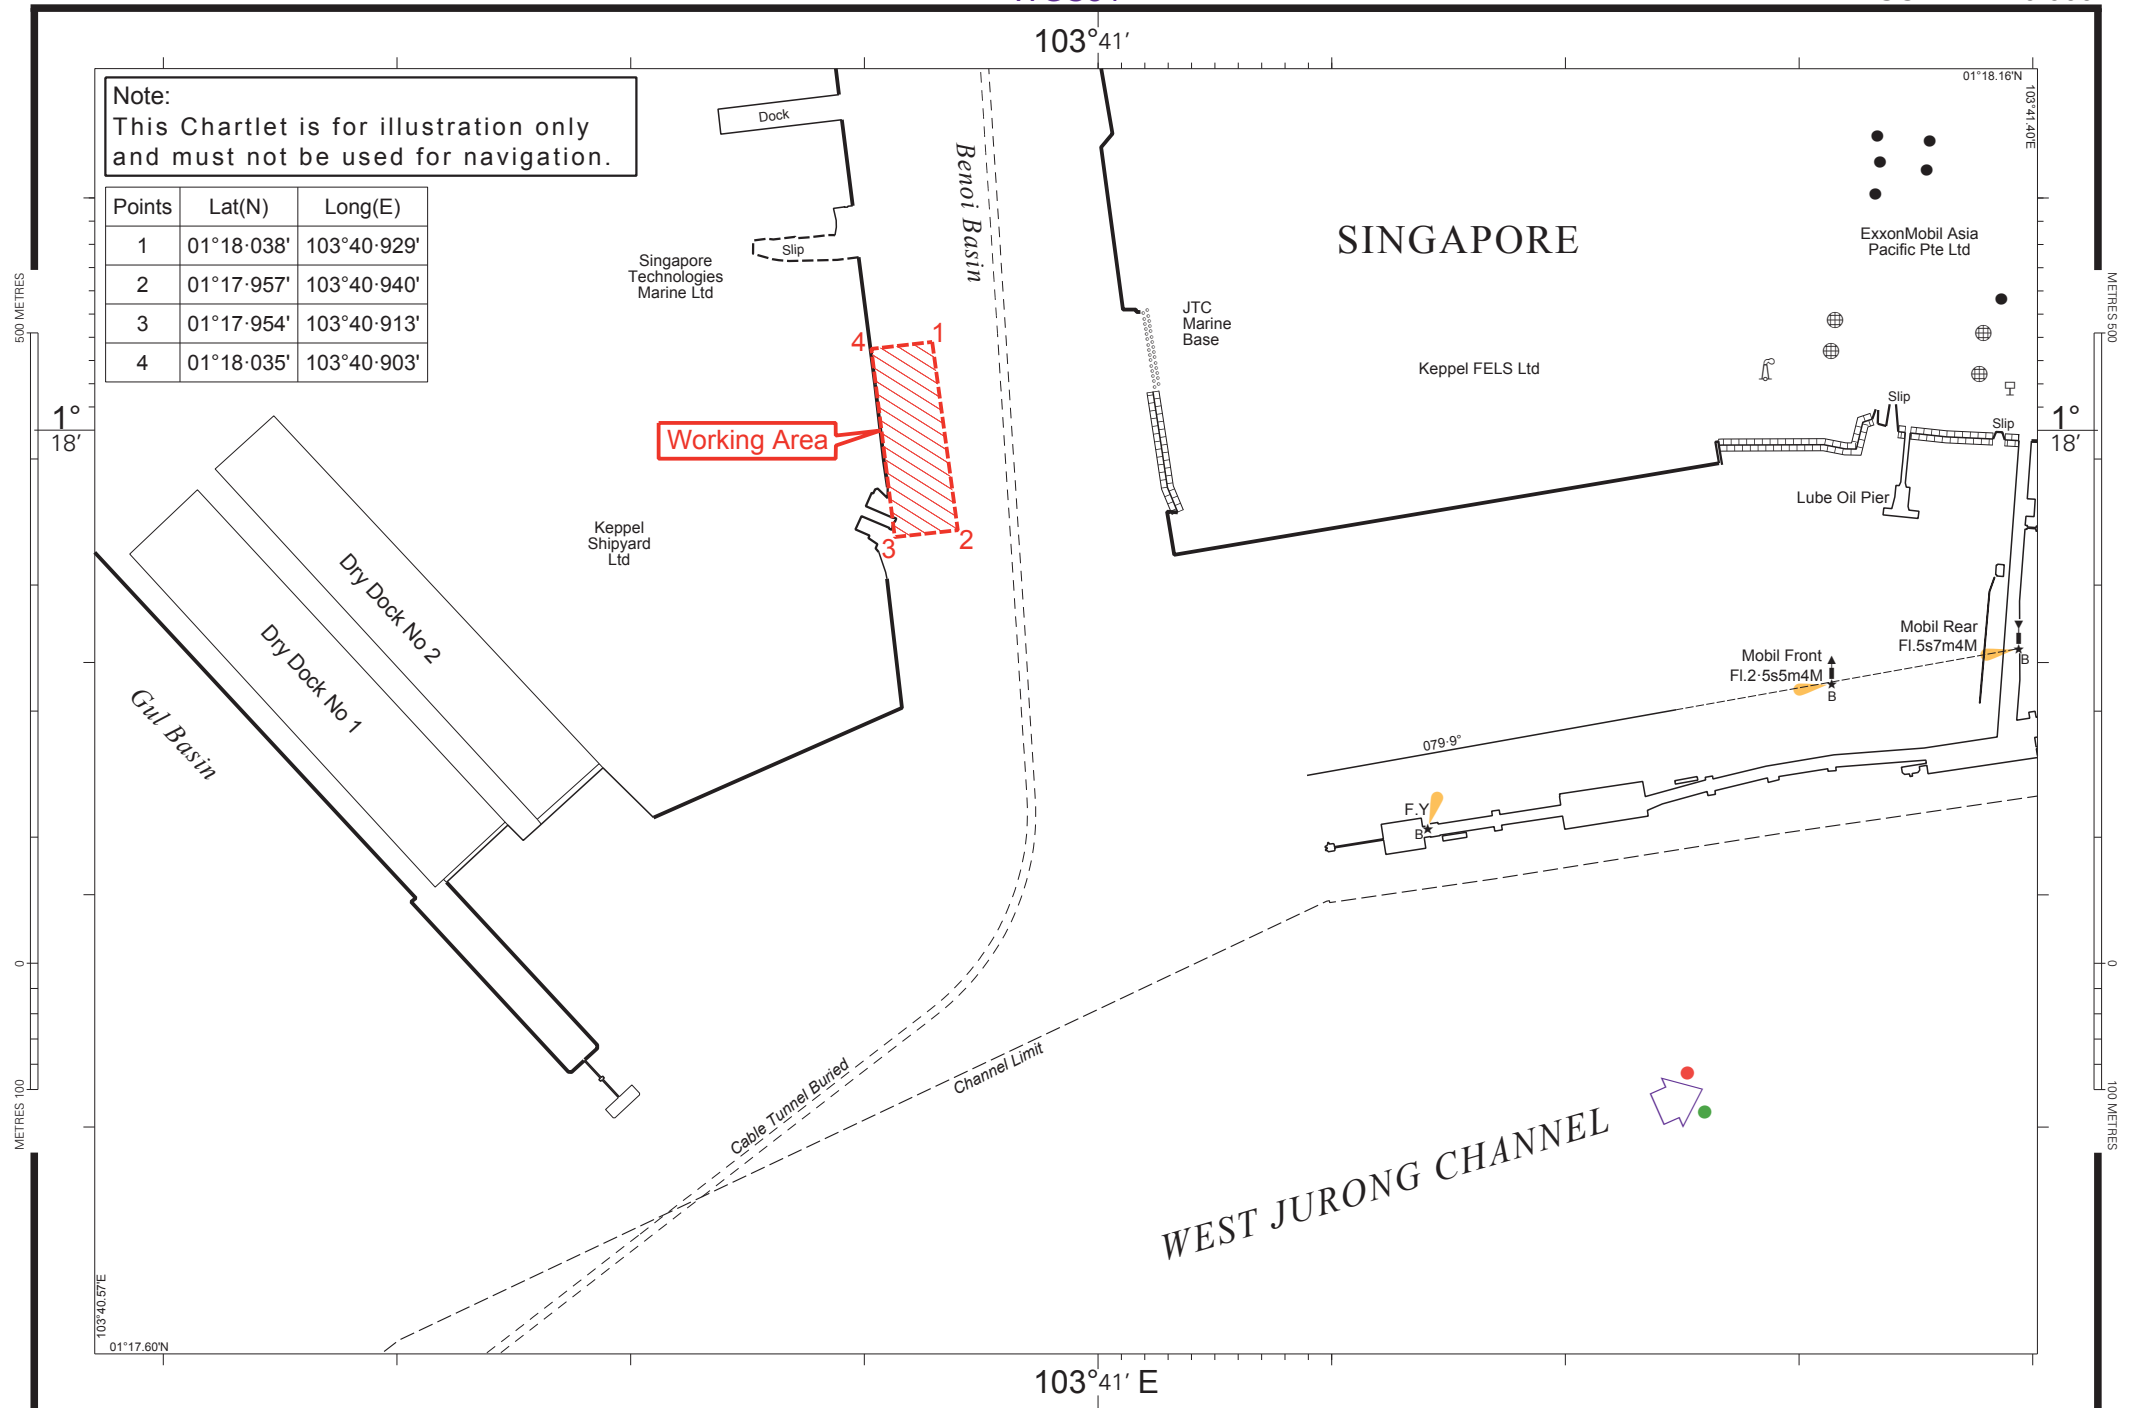 103°41′
01°18.16'N
103°41.40'E
Note:
This Chartlet is for illustration only
and must not be used for navigation.
Points Lat(N) Long(E)
1 01°18·038' 103°40·929'
2 01°17·957' 103°40·940'
3 01°17·954' 103°40·913'
4 01°18·035' 103°40·903'
Dock
Benoi Basin
Slip
Singapore
Technologies
Marine Ltd
SINGAPORE
ExxonMobil Asia
Pacific Pte Ltd
JTC
Marine
Base
Keppel FELS Ltd
500 METRES
METRES 500
4
1
Working Area
3
2
1°
18′
1°
18′
Slip
Slip
Lube Oil Pier
Keppel
Shipyard
Ltd
Dry Dock No 2
Dry Dock No 1
Gul Basin
Mobil Rear
Fl.5s7m4M
B
Mobil Front
Fl.2·5s5m4M
B
079·9°
F.Y
B
0
0
METRES 100
100 METRES
Cable Tunnel Buried
Channel Limit
WEST JURONG CHANNEL
103°40.57'E
01°17.60'N
103°41′ E